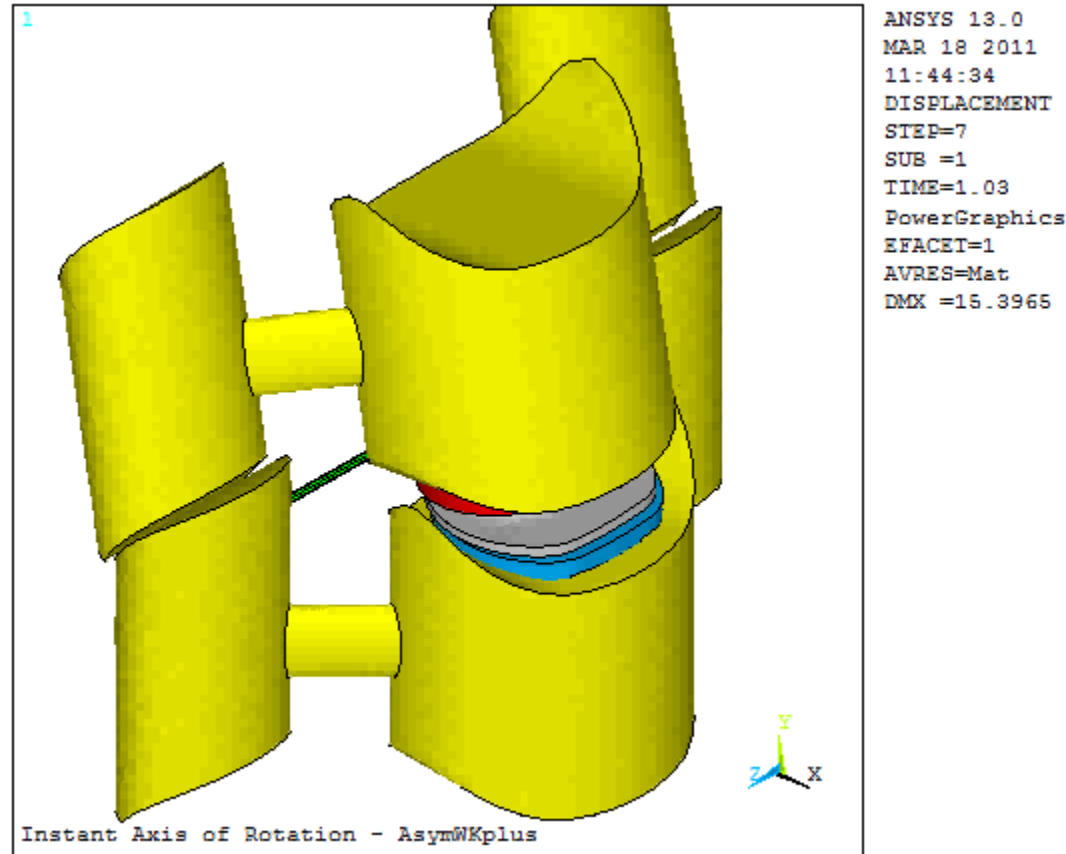 1
ANSYS 13.0
MAR 18 2011
11:44:34
DISPLACEMENT
STEP=7
SUB =1
TIME=1.03
PowerGraphics
EFACET=1
AVRES=Mat
DMX =15.3965
Y
Z
X
Instant Axis of Rotation - AsymWKplus